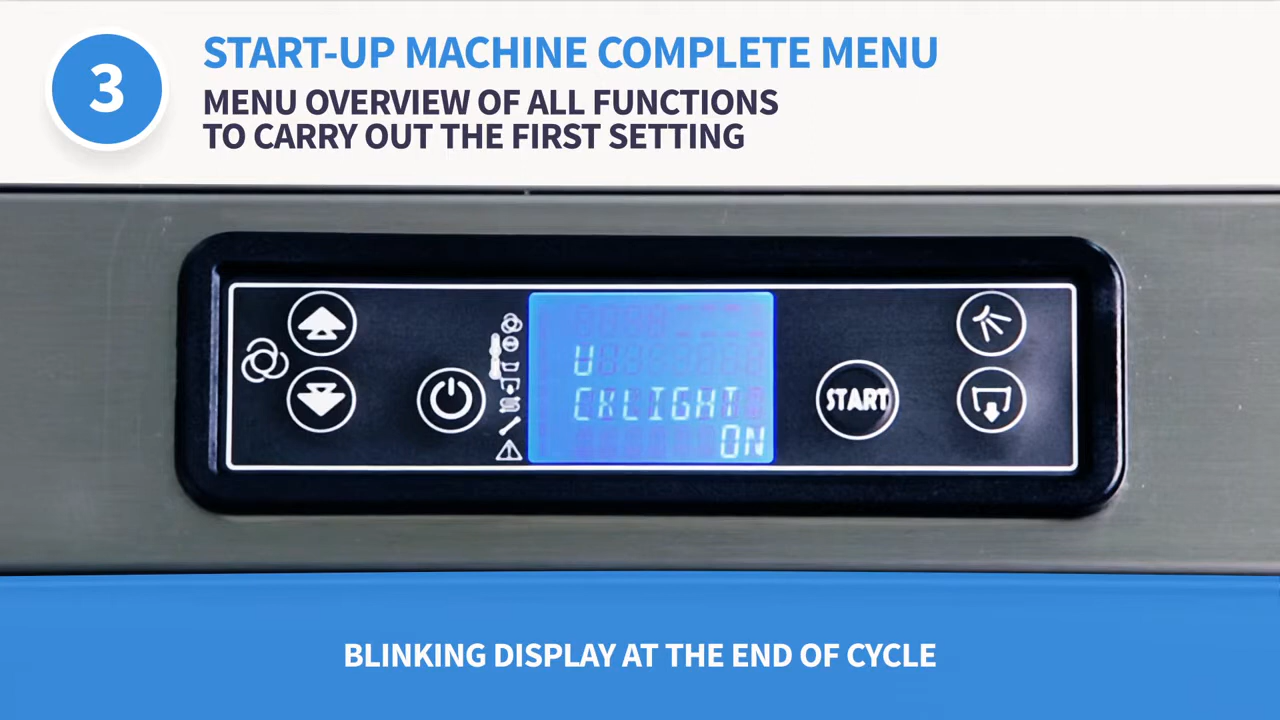 3
START-UP MACHINE COMPLETE MENU
MENU OVERVIEW OF ALL FUNCTIONS
TO CARRY OUT THE FIRST SETTING
U
CKLIGHT
ON
START
BLINKING DISPLAY AT THE END OF CYCLE